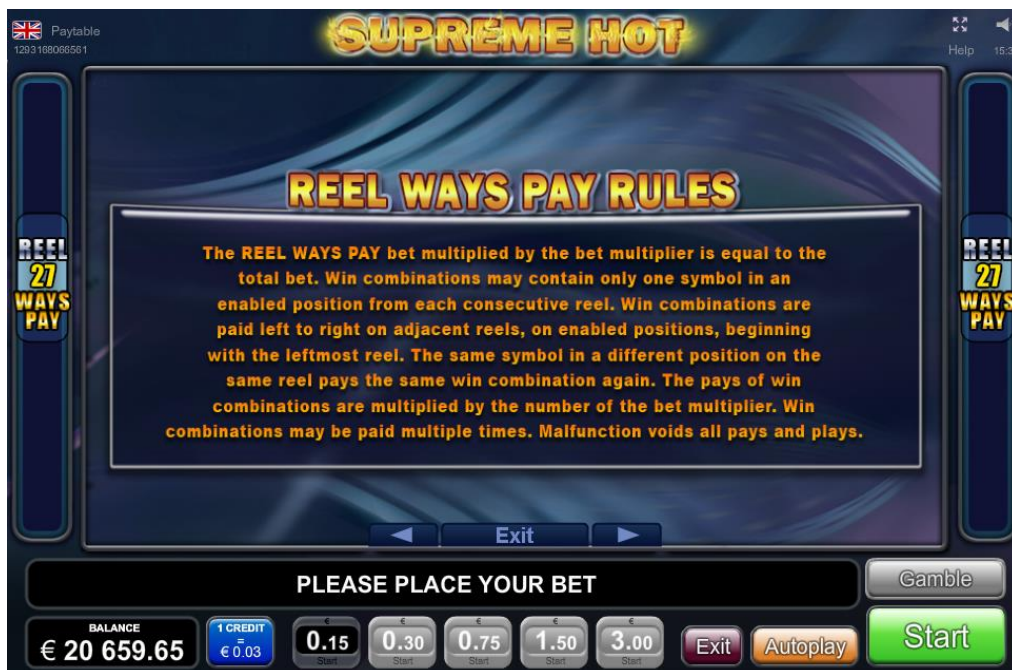 Paytable
1293168066561
SUPREME HOT
Help
15:3
REEL WAYS PAY RULES
The REEL WAYS PAY bet multiplied by the bet multiplier is equal to the
total bet. Win combinations may contain only one symbol in an
enabled position from each consecutive reel. Win combinations are
paid left to right on adjacent reels, on enabled positions, beginning
with the leftmost reel. The same symbol in a different position on the
same reel pays the same win combination again. The pays of win
combinations are multiplied by the number of the bet multiplier. Win
combinations may be paid multiple times. Malfunction voids all pays and plays.
REEL
27
WAYS
PAY
REEL
27
WAYS
PAY
Exit
PLEASE PLACE YOUR BET
Gamble
BALANCE
€ 20 659.65
1 CREDIT
=
€ 0.03
€
0.15
Start
€
0.30
Start
€
0.75
Start
€
1.50
Start
€
3.00
Start
Exit
Autoplay
Start